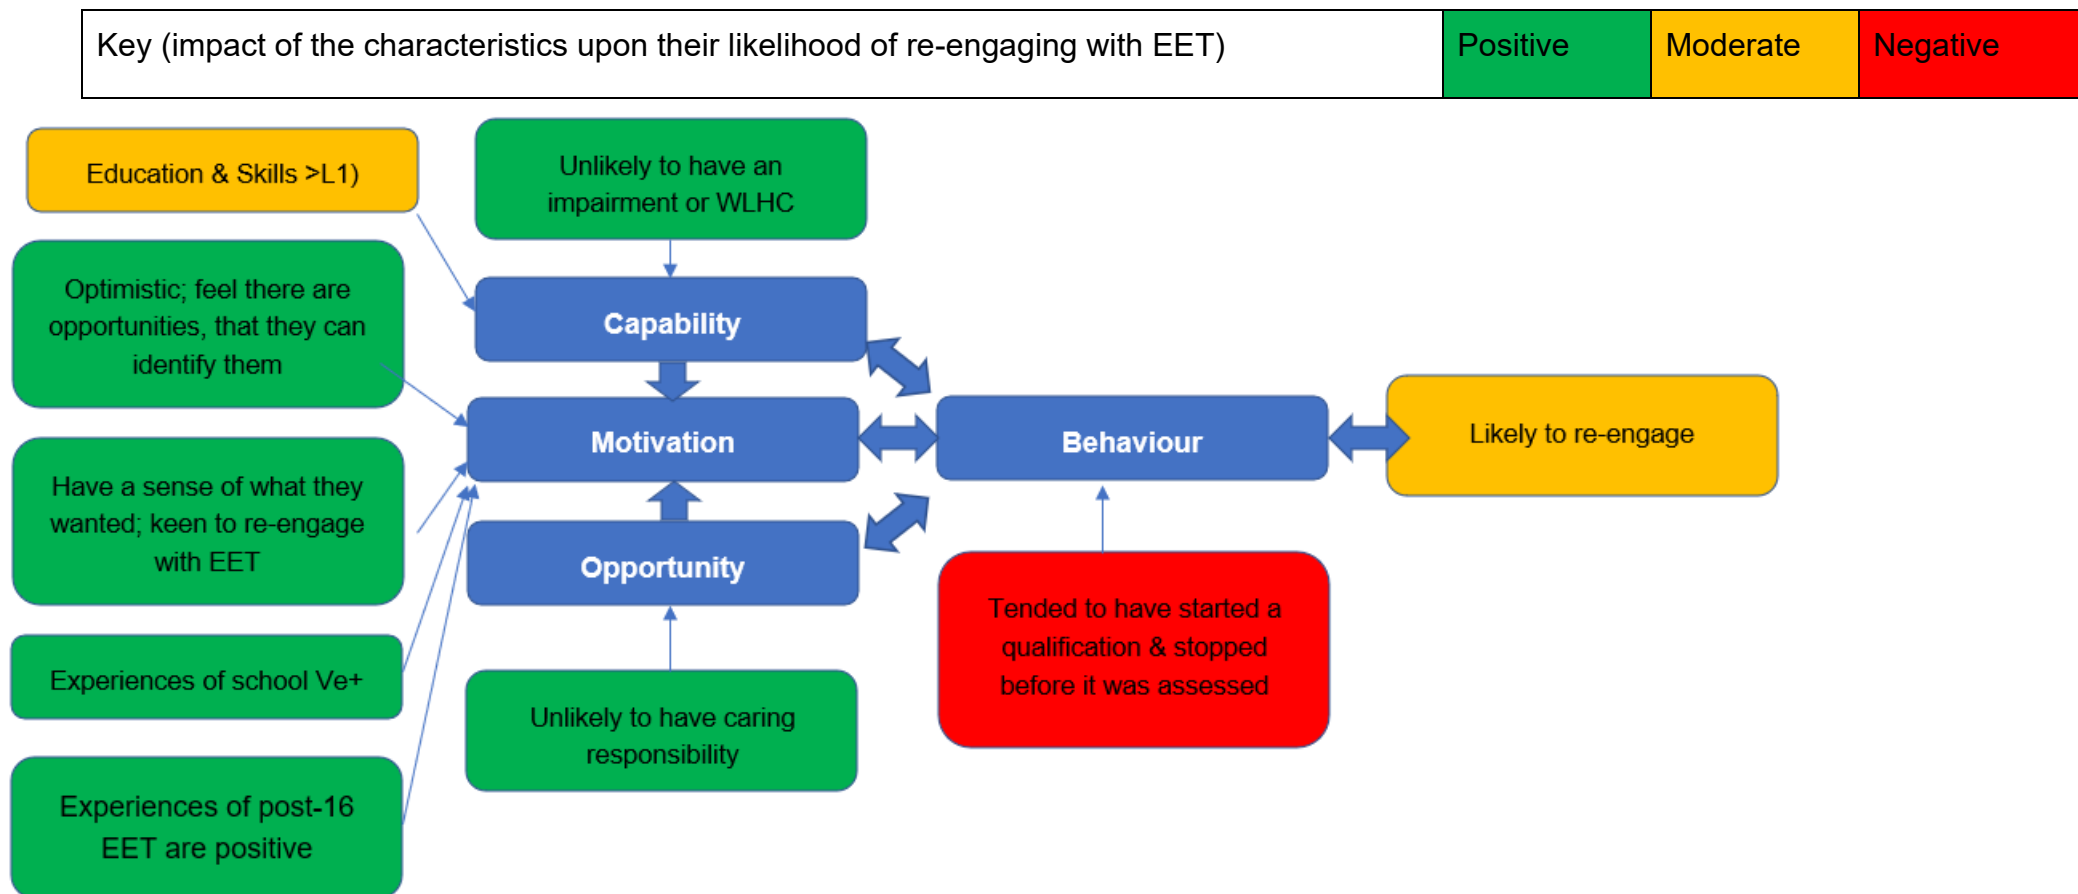 Key (impact of the characteristics upon their likelihood of re-engaging with EET)
Positive
Moderate
Negative
Education & Skills >L1)
Unlikely to have an
impairment or WLHC
Optimistic; feel there are
opportunities, that they can
identify them
Capability
Have a sense of what they
wanted; keen to re-engage
with EET
Motivation
Behaviour
Likely to re-engage
Opportunity
Experiences of school Ve+
Unlikely to have caring
responsibility
Tended to have started a
qualification & stopped
before it was assessed
Experiences of post-16
EET are positive